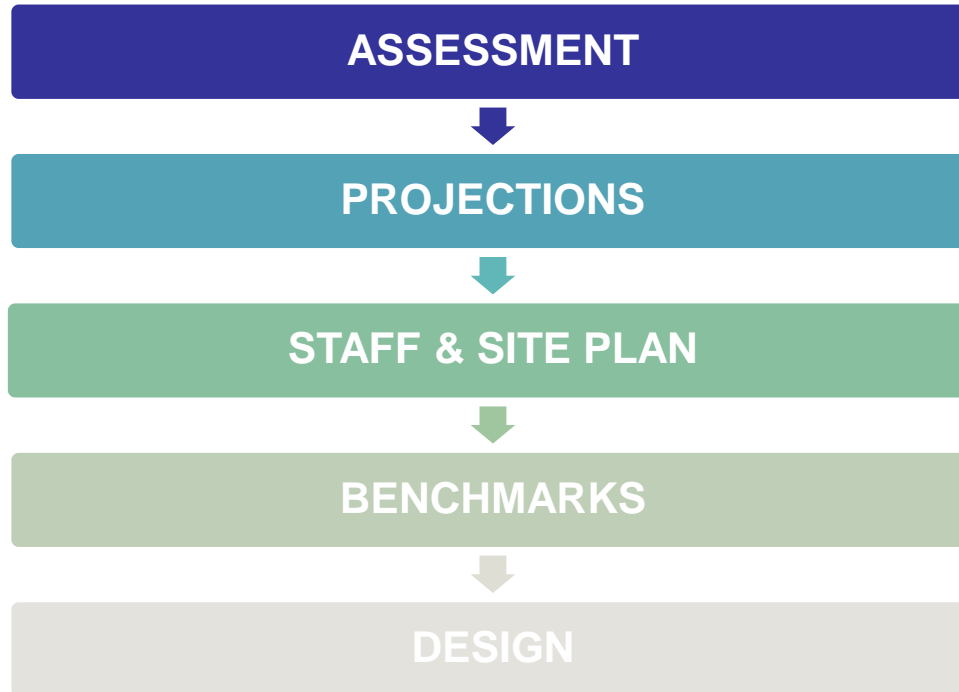 ASSESSMENT
PROJECTIONS
STAFF & SITE PLAN
BENCHMARKS
DESIGN